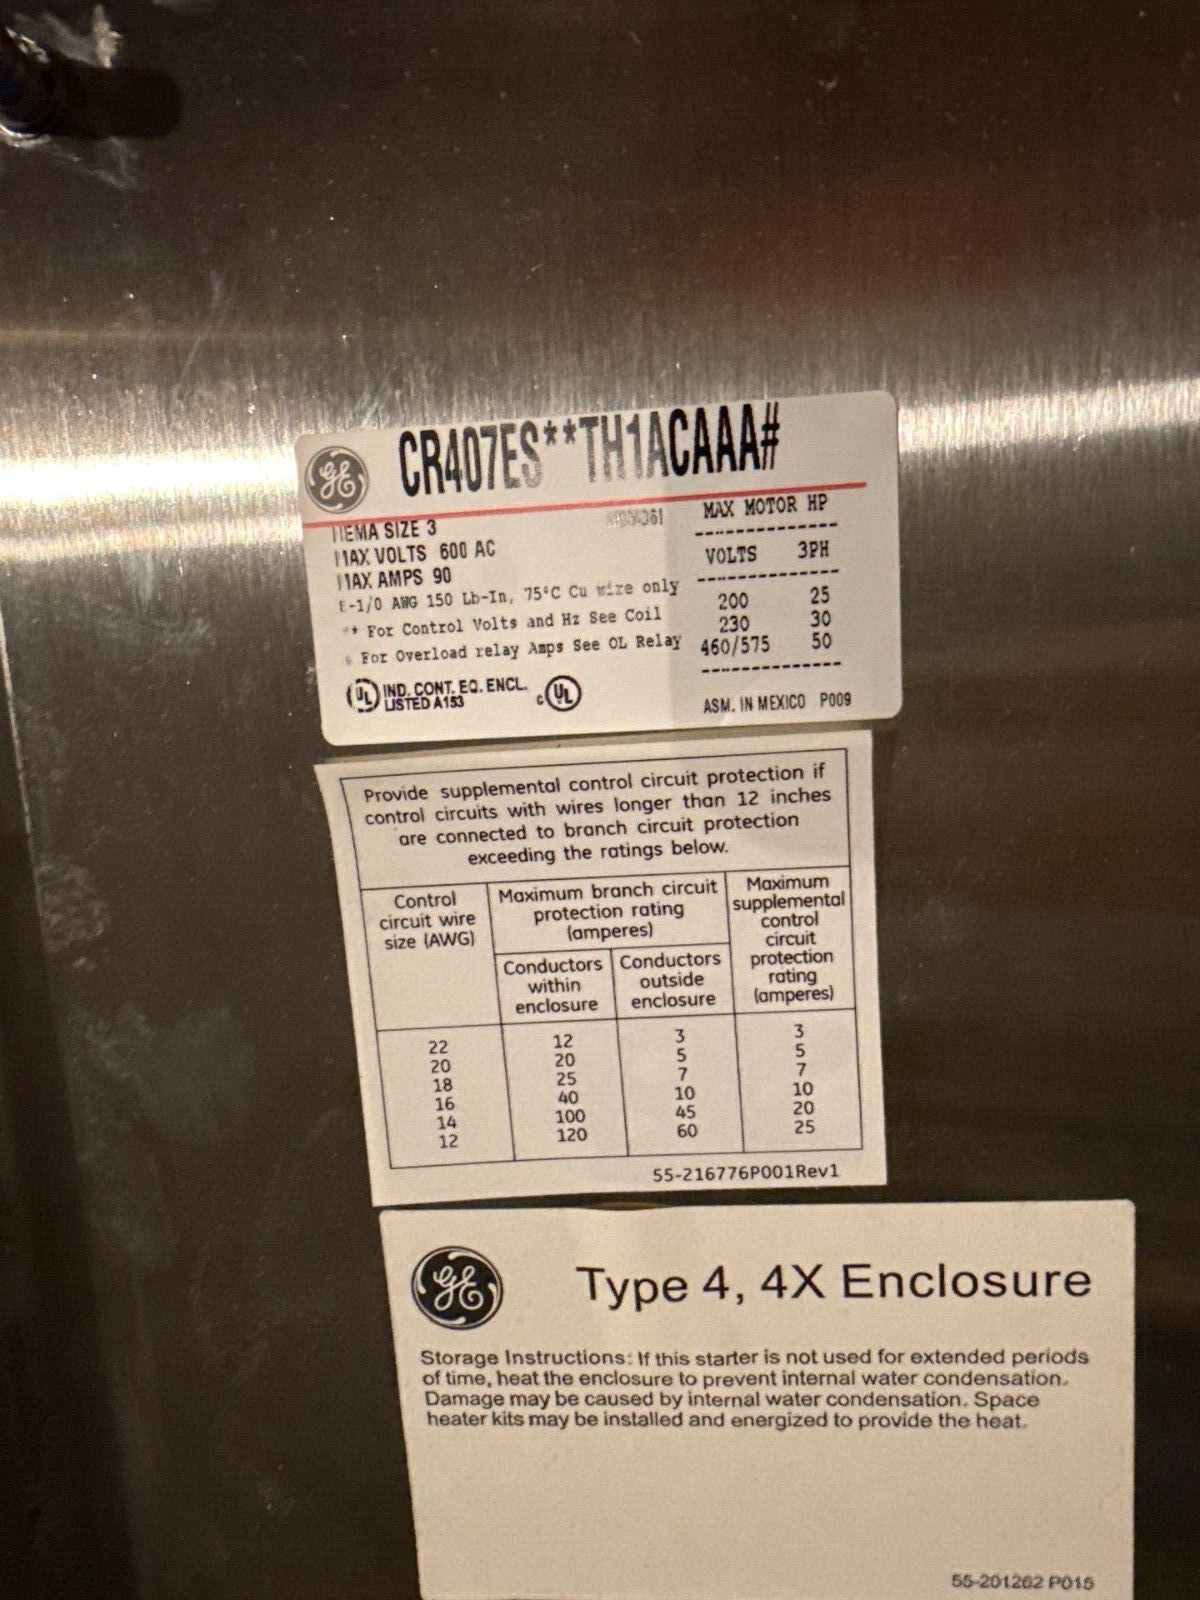 GE
CR407ES**TH1ACAAA#
NEMA SIZE 3
MAX VOLTS 600 AC
MAX AMPS 90
8-1/0 AWG 150 Lb-In, 75°C Cu wire only
** For Control Volts and Hz See Coil
# For Overload relay Amps See OL Relay
UL IND. CONT. EQ. ENCL.
LISTED A153
C UL
MAX MOTOR HP
VOLTS 3PH
200 25
230 30
460/575 50
ASM. IN MEXICO P009
Provide supplemental control circuit protection if
control circuits with wires longer than 12 inches
are connected to branch circuit protection
exceeding the ratings below.
Control
circuit wire
size (AWG)
Maximum branch circuit
protection rating
(amperes)
Conductors
within
enclosure
Conductors
outside
enclosure
Maximum
supplemental
control
circuit
protection
rating
(amperes)
22 12 3 3
20 20 5 5
18 25 7 7
16 40 10 10
14 100 45 20
12 120 60 25
55-216776P001Rev1
GE
Type 4, 4X Enclosure
Storage Instructions: If this starter is not used for extended periods
of time, heat the enclosure to prevent internal water condensation.
Damage may be caused by internal water condensation. Space
heater kits may be installed and energized to provide the heat.
55-201262 P015